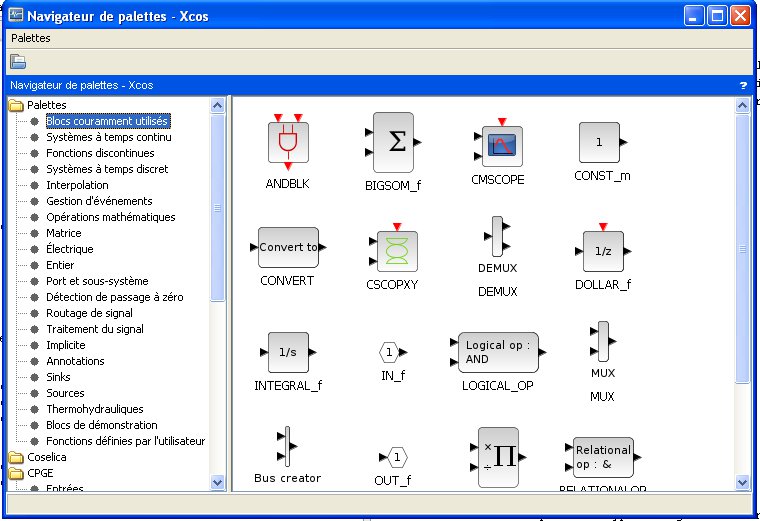 Navigateur de palettes - Xcos
Palettes
Navigateur de palettes - Xcos
?
Palettes
Blocs couramment utilisés
Systèmes à temps continu
Fonctions discontinues
Systèmes à temps discret
Interpolation
Gestion d'événements
Opérations mathématiques
Matrice
Électrique
Entier
Port et sous-système
Détection de passage à zéro
Routage de signal
Traitement du signal
Implicite
Annotations
Sinks
Sources
Thermohydrauliques
Blocs de démonstration
Fonctions définies par l'utilisateur
Coselica
CPGE
Entrées
Σ
1
ANDBLK
BIGSOM_f
CMSCOPE
CONST_m
Convert to
1/z
DEMUX
CONVERT
CSCOPXY
DEMUX
DOLLAR_f
1/s
1
Logical op :
AND
MUX
INTEGRAL_f
IN_f
LOGICAL_OP
MUX
1
×
÷
Π
Relational
op : &
Bus creator
OUT_f
RELATIONALOP